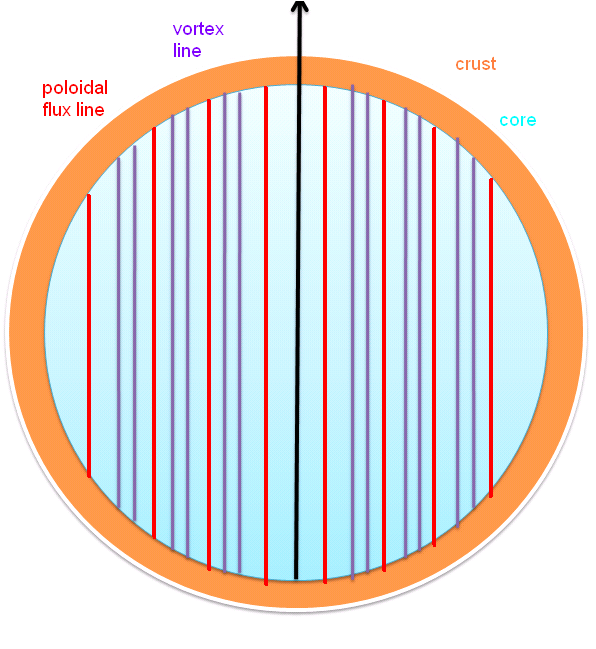 vortex
line
crust
poloidal
flux line
core